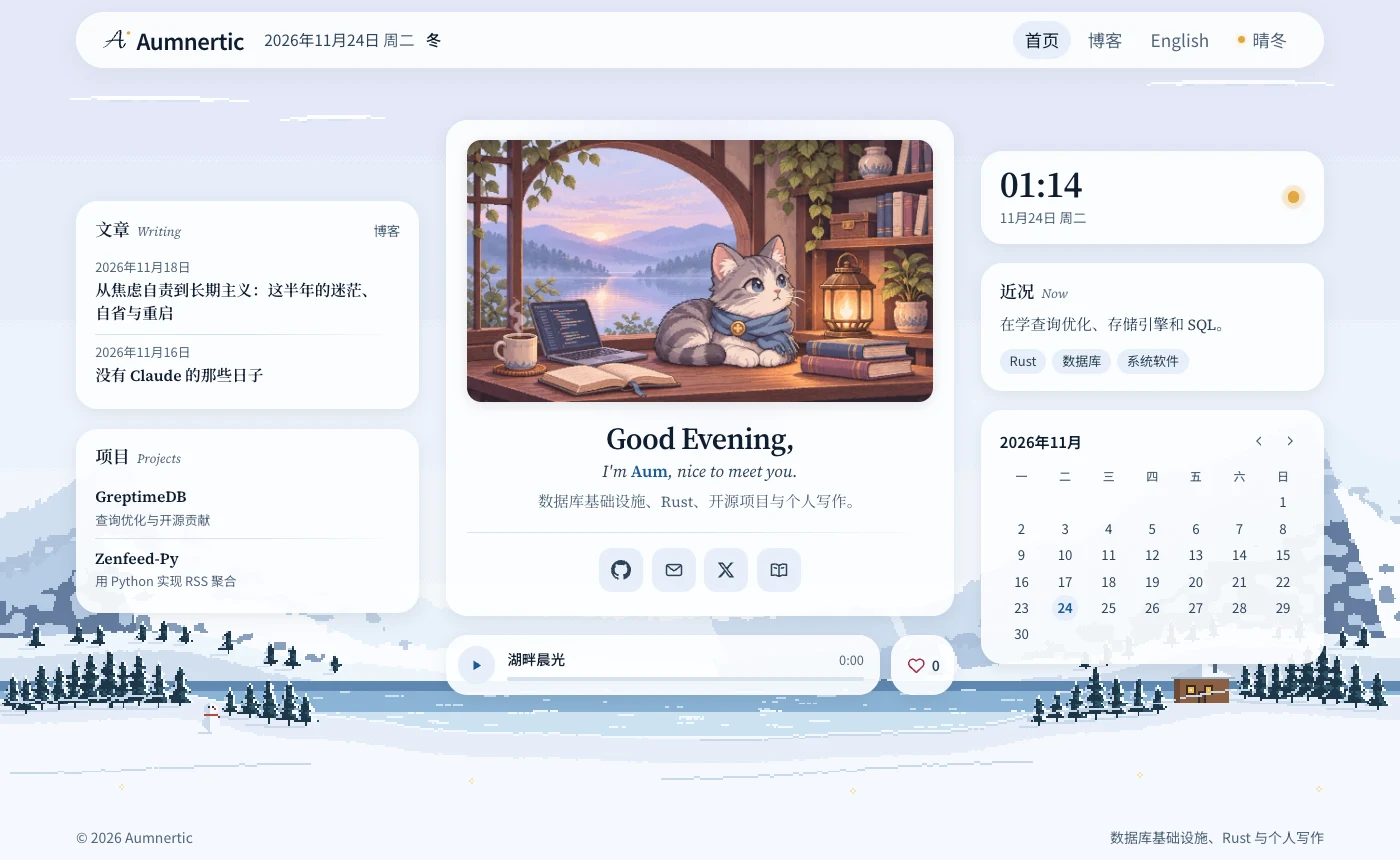 Aumnertic 2026年11月24日 周二 冬 首页 博客 English 晴冬
文章 Writing 博客
2026年11月18日
从焦虑自责到长期主义：这半年的迷茫、
自省与重启
2026年11月16日
没有 Claude 的那些日子
项目 Projects
GreptimeDB
查询优化与开源贡献
Zenfeed-Py
用 Python 实现 RSS 聚合
Good Evening,
I'm Aum, nice to meet you.
数据库基础设施、Rust、开源项目与个人写作。
湖畔晨光 0:00
0
01:14
11月24日 周二
近况 Now
在学查询优化、存储引擎和 SQL。
Rust 数据库 系统软件
2026年11月
一 二 三 四 五 六 日
1
2 3 4 5 6 7 8
9 10 11 12 13 14 15
16 17 18 19 20 21 22
23 24 25 26 27 28 29
30
© 2026 Aumnertic
数据库基础设施、Rust 与个人写作